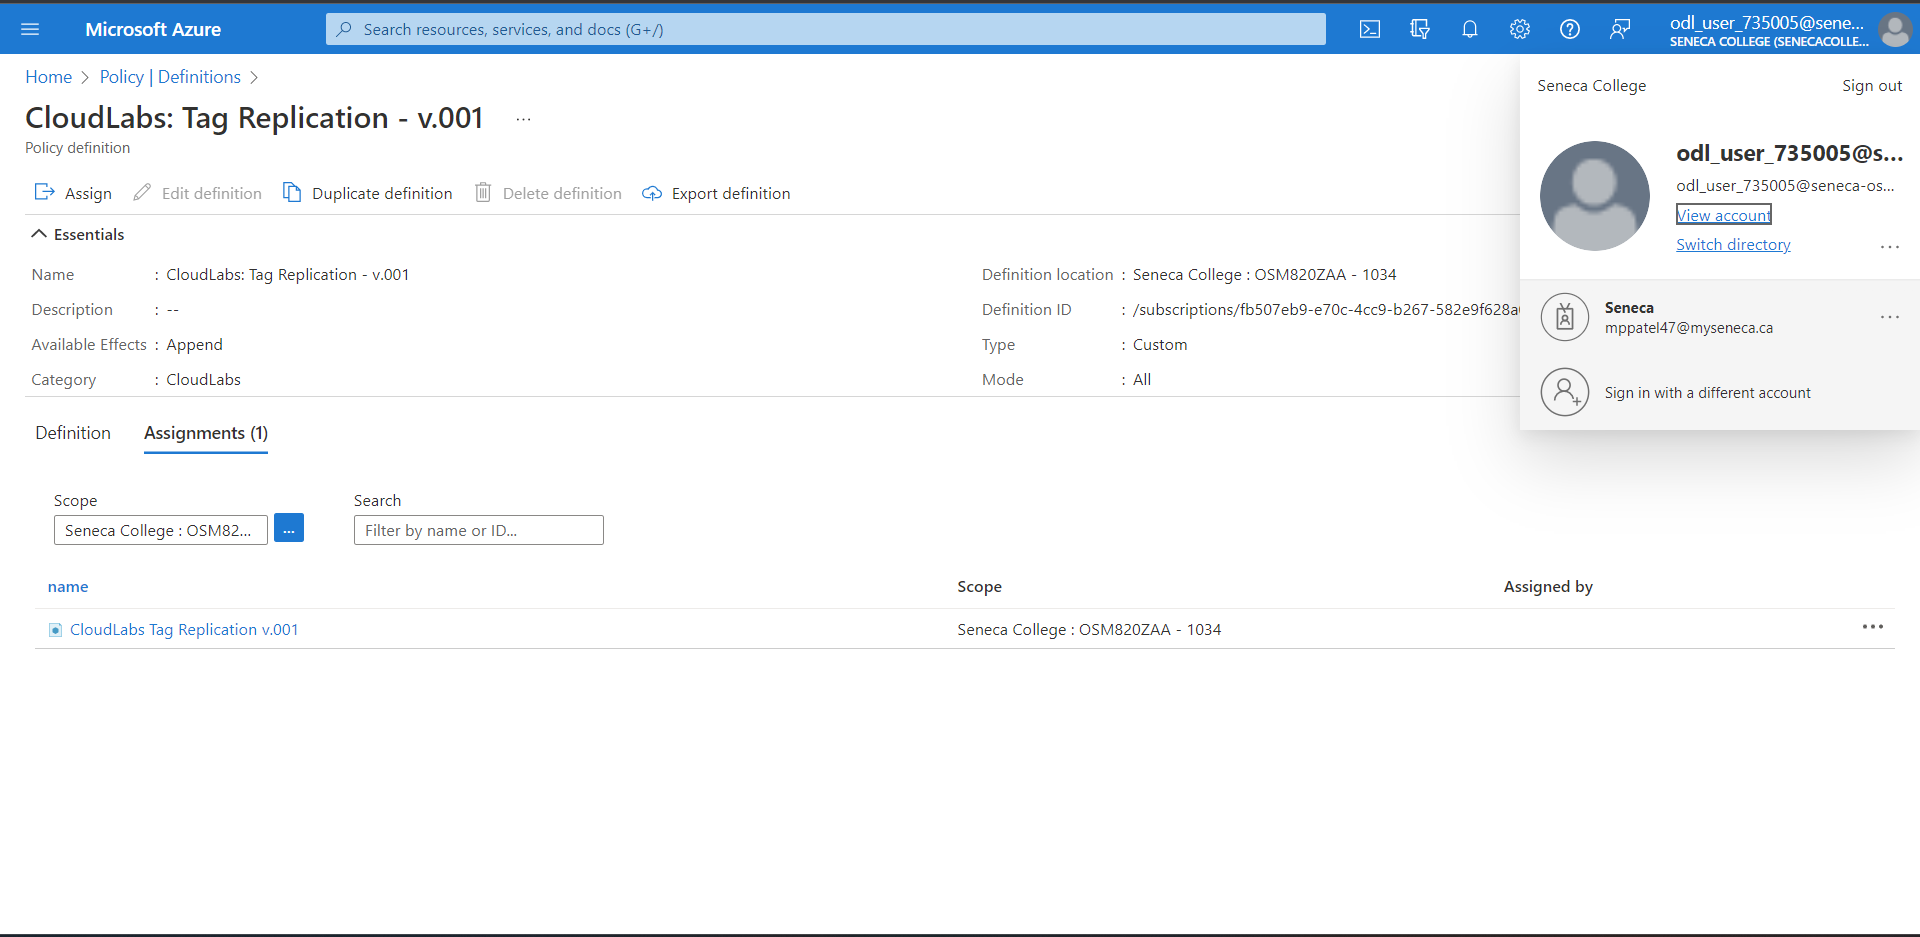 Microsoft Azure
Search resources, services, and docs (G+/)
odl_user_735005@sene...
SENECA COLLEGE (SENECACOLLE...
Home > Policy | Definitions >
CloudLabs: Tag Replication - v.001 ...
Policy definition
Assign Edit definition Duplicate definition Delete definition Export definition
Essentials
Name : CloudLabs: Tag Replication - v.001
Description : --
Available Effects : Append
Category : CloudLabs
Definition location : Seneca College : OSM820ZAA - 1034
Definition ID : /subscriptions/fb507eb9-e70c-4cc9-b267-582e9f628a
Type : Custom
Mode : All
Seneca College Sign out
odl_user_735005@s...
odl_user_735005@seneca-os...
View account
Switch directory ...
Seneca
mppatel47@myseneca.ca
...
Sign in with a different account
Definition Assignments (1)
Scope Search
Seneca College : OSM82... ... Filter by name or ID...
name Scope Assigned by
CloudLabs Tag Replication v.001 Seneca College : OSM820ZAA - 1034 ...